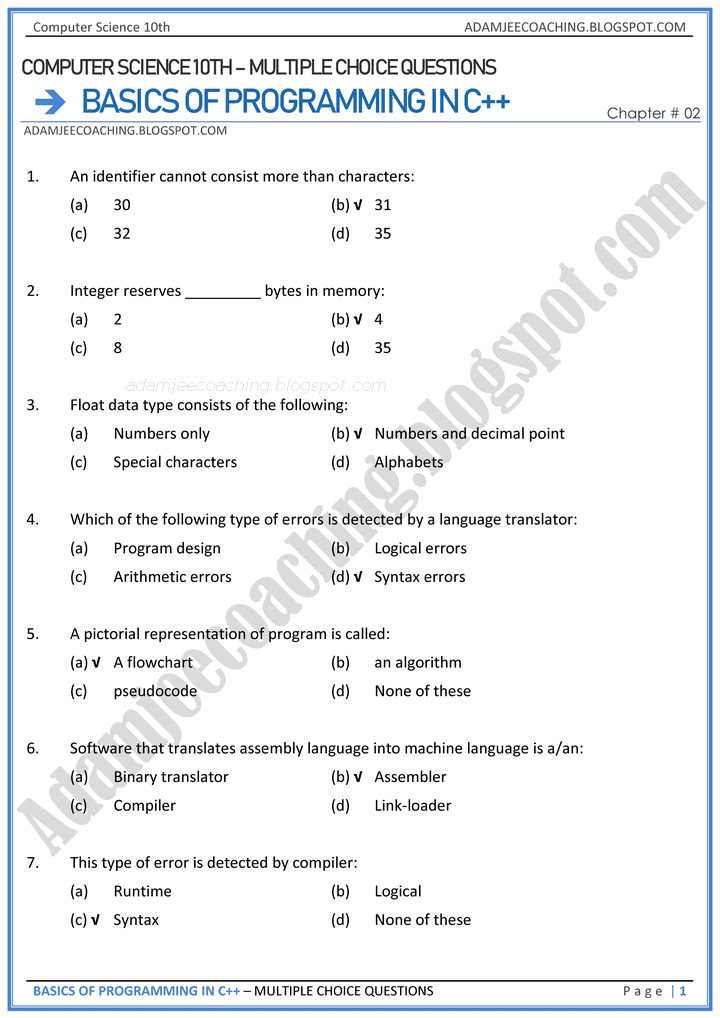 Computer Science 10th ADAMJEECOACHING.BLOGSPOT.COM
COMPUTER SCIENCE 10TH – MULTIPLE CHOICE QUESTIONS
➔ BASICS OF PROGRAMMING IN C++ Chapter # 02
ADAMJEECOACHING.BLOGSPOT.COM
1. An identifier cannot consist more than characters:
(a) 30 (b) √ 31
(c) 32 (d) 35
2. Integer reserves _________ bytes in memory:
(a) 2 (b) √ 4
(c) 8 (d) 35
adamjeecoaching.blogspot.com
3. Float data type consists of the following:
(a) Numbers only (b) √ Numbers and decimal point
(c) Special characters (d) Alphabets
4. Which of the following type of errors is detected by a language translator:
(a) Program design (b) Logical errors
(c) Arithmetic errors (d) √ Syntax errors
5. A pictorial representation of program is called:
(a) √ A flowchart (b) an algorithm
(c) pseudocode (d) None of these
6. Software that translates assembly language into machine language is a/an:
(a) Binary translator (b) √ Assembler
(c) Compiler (d) Link-loader
7. This type of error is detected by compiler:
(a) Runtime (b) Logical
(c) √ Syntax (d) None of these
Adamjeecoaching.blogspot.com
BASICS OF PROGRAMMING IN C++ – MULTIPLE CHOICE QUESTIONS Page | 1